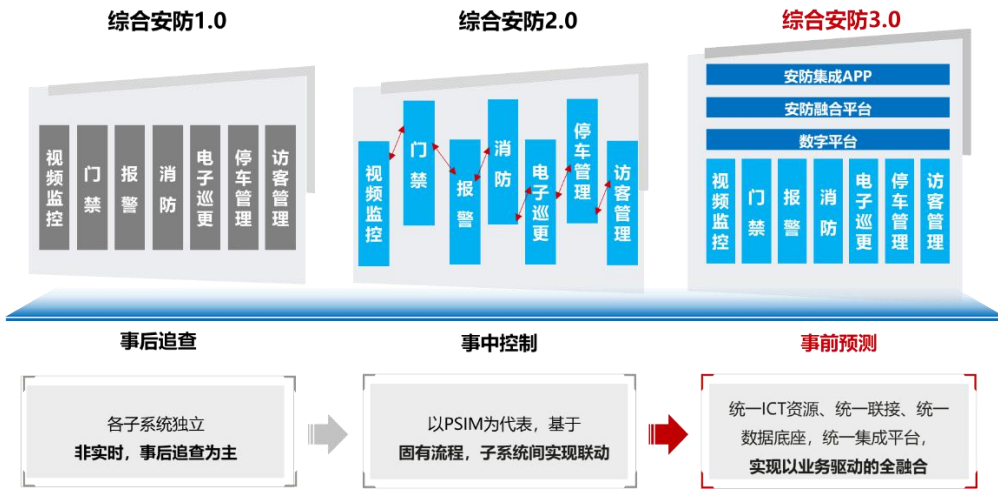 综合安防1.0
综合安防2.0
综合安防3.0
视频监控
门禁
报警
消防
电子巡更
停车管理
访客管理
视频监控
门禁
报警
消防
电子巡更
停车管理
访客管理
安防集成APP
安防融合平台
数字平台
视频监控
门禁
报警
消防
电子巡更
停车管理
访客管理
事后追查
事中控制
事前预测
各子系统独立
非实时，事后追查为主
以PSIM为代表，基于
固有流程，子系统间实现联动
统一ICT资源、统一联接、统一
数据底座，统一集成平台，
实现以业务驱动的全融合